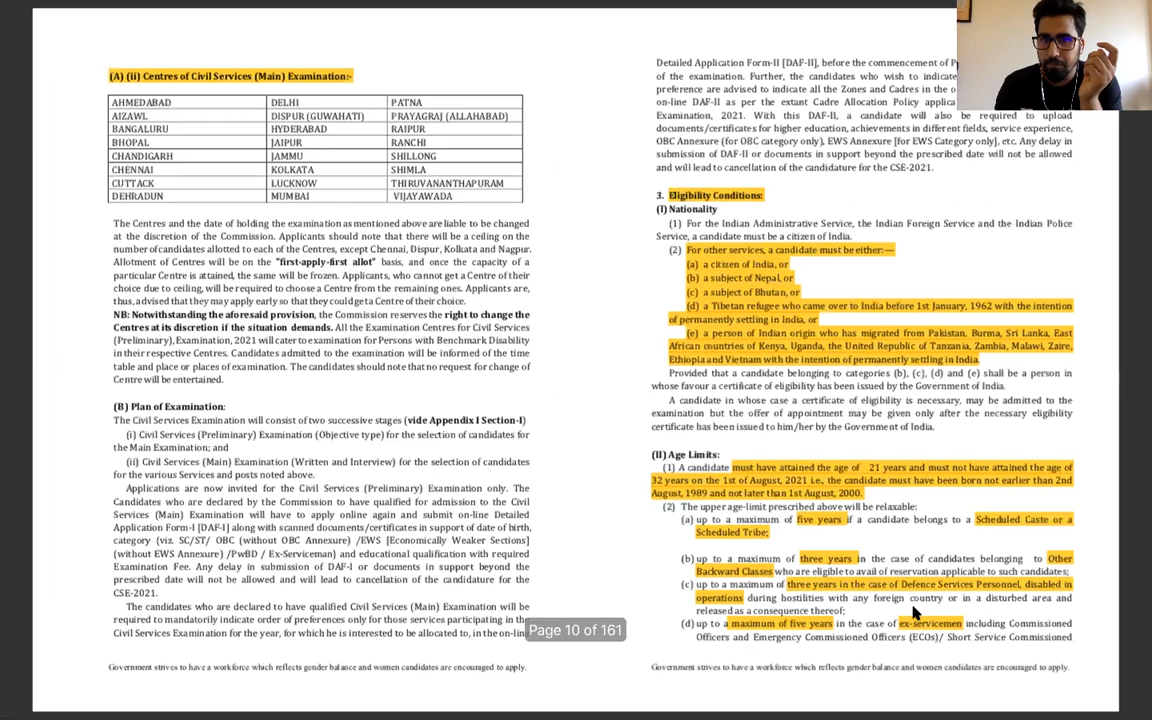 (A) (ii) Centres of Civil Services (Main) Examination:-
AHMEDABAD DELHI PATNA
AIZAWL DISPUR (GUWAHATI) PRAYAGRAJ (ALLAHABAD)
BANGALURU HYDERABAD RAIPUR
BHOPAL JAIPUR RANCHI
CHANDIGARH JAMMU SHILLONG
CHENNAI KOLKATA SHIMLA
CUTTACK LUCKNOW THIRUVANANTHAPURAM
DEHRADUN MUMBAI VIJAYAWADA
The Centres and the date of holding the examination as mentioned above are liable to be changed
at the discretion of the Commission. Applicants should note that there will be a ceiling on the
number of candidates allotted to each of the Centres, except Chennai, Dispur, Kolkata and Nagpur.
Allotment of Centres will be on the "first-apply-first allot" basis, and once the capacity of a
particular Centre is attained, the same will be frozen. Applicants, who cannot get a Centre of their
choice due to ceiling, will be required to choose a Centre from the remaining ones. Applicants are,
thus, advised that they may apply early so that they could get a Centre of their choice.
NB: Notwithstanding the aforesaid provision, the Commission reserves the right to change the
Centres at its discretion if the situation demands. All the Examination Centres for Civil Services
(Preliminary), Examination, 2021 will cater to examination for Persons with Benchmark Disability
in their respective Centres. Candidates admitted to the examination will be informed of the time
table and place or places of examination. The candidates should note that no request for change of
Centre will be entertained.
(B) Plan of Examination:
The Civil Services Examination will consist of two successive stages (vide Appendix I Section-I)
(i) Civil Services (Preliminary) Examination (Objective type) for the selection of candidates for
the Main Examination; and
(ii) Civil Services (Main) Examination (Written and Interview) for the selection of candidates
for the various Services and posts noted above.
Applications are now invited for the Civil Services (Preliminary) Examination only. The
Candidates who are declared by the Commission to have qualified for admission to the Civil
Services (Main) Examination will have to apply online again and submit on-line Detailed
Application Form-I [DAF-I] along with scanned documents/certificates in support of date of birth,
category (viz. SC/ST/ OBC (without OBC Annexure) /EWS [Economically Weaker Sections]
(without EWS Annexure) /PwBD / Ex-Serviceman) and educational qualification with required
Examination Fee. Any delay in submission of DAF-I or documents in support beyond the
prescribed date will not be allowed and will lead to cancellation of the candidature for the
CSE-2021.
The candidates who are declared to have qualified Civil Services (Main) Examination will be
required to mandatorily indicate order of preferences only for those services participating in the
Civil Services Examination for the year, for which he is interested to be allocated to, in the on-lin
Government strives to have a workforce which reflects gender balance and women candidates are encouraged to apply.
Page 10 of 161
Detailed Application Form-II [DAF-II], before the commencement of P
of the examination. Further, the candidates who wish to indicate
preference are advised to indicate all the Zones and Cadres in the o
on-line DAF-II as per the extant Cadre Allocation Policy applica
Examination, 2021. With this DAF-II, a candidate will also be required to upload
documents/certificates for higher education, achievements in different fields, service experience,
OBC Annexure (for OBC category only), EWS Annexure [for EWS Category only], etc. Any delay in
submission of DAF-II or documents in support beyond the prescribed date will not be allowed
and will lead to cancellation of the candidature for the CSE-2021.
3. Eligibility Conditions:
(I) Nationality
(1) For the Indian Administrative Service, the Indian Foreign Service and the Indian Police
Service, a candidate must be a citizen of India.
(2) For other services, a candidate must be either:—
(a) a citizen of India, or
(b) a subject of Nepal, or
(c) a subject of Bhutan, or
(d) a Tibetan refugee who came over to India before 1st January, 1962 with the intention
of permanently settling in India, or
(e) a person of Indian origin who has migrated from Pakistan, Burma, Sri Lanka, East
African countries of Kenya, Uganda, the United Republic of Tanzania, Zambia, Malawi, Zaire,
Ethiopia and Vietnam with the intention of permanently settling in India.
Provided that a candidate belonging to categories (b), (c), (d) and (e) shall be a person in
whose favour a certificate of eligibility has been issued by the Government of India.
A candidate in whose case a certificate of eligibility is necessary, may be admitted to the
examination but the offer of appointment may be given only after the necessary eligibility
certificate has been issued to him/her by the Government of India.
(II) Age Limits:
(1) A candidate must have attained the age of 21 years and must not have attained the age of
32 years on the 1st of August, 2021 i.e., the candidate must have been born not earlier than 2nd
August, 1989 and not later than 1st August, 2000.
(2) The upper age-limit prescribed above will be relaxable:
(a) up to a maximum of five years if a candidate belongs to a Scheduled Caste or a
Scheduled Tribe;
(b) up to a maximum of three years in the case of candidates belonging to Other
Backward Classes who are eligible to avail of reservation applicable to such candidates;
(c) up to a maximum of three years in the case of Defence Services Personnel, disabled in
operations during hostilities with any foreign country or in a disturbed area and
released as a consequence thereof;
(d) up to a maximum of five years in the case of ex-servicemen including Commissioned
Officers and Emergency Commissioned Officers (ECOs)/ Short Service Commissioned
Government strives to have a workforce which reflects gender balance and women candidates are encouraged to apply.